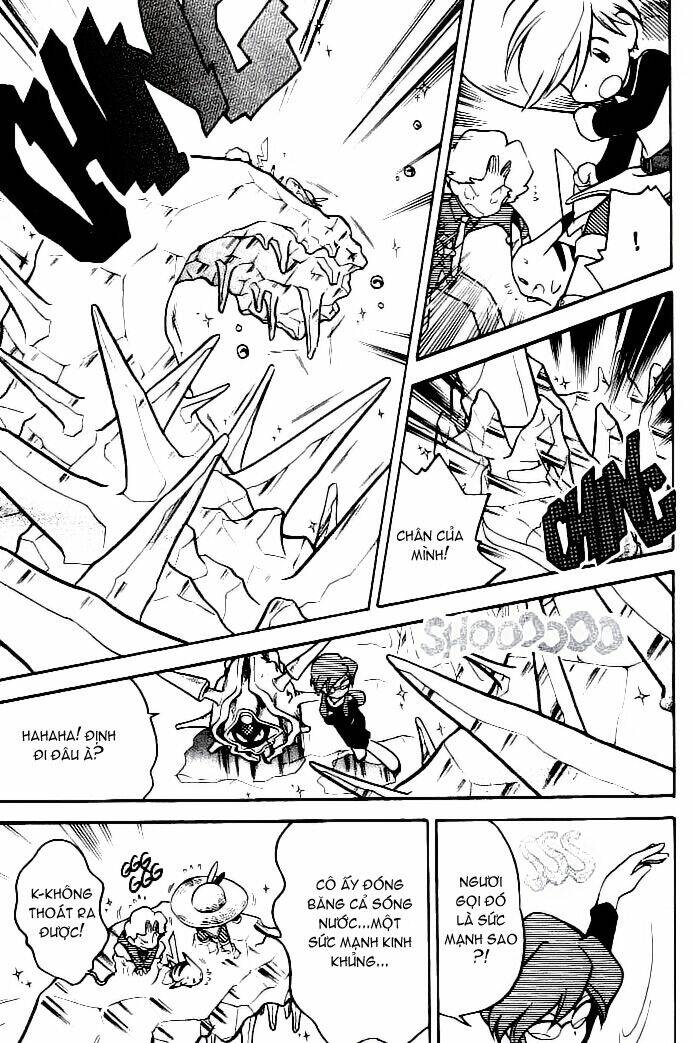 !
CHING
CHING
CHÂN CỦA
MÌNH!
SHOOOOOO
HAHAHA! ĐỊNH
ĐI ĐÂU À?
SSS
NGƯƠI
GỌI ĐÓ
LÀ SỨC
MẠNH SAO
?!
CÔ ẤY ĐÓNG
BĂNG CẢ SÓNG
NƯỚC...MỘT
SỨC MẠNH KINH
KHỦNG...
GGG
GGG
K-KHÔNG
THOÁT RA
ĐƯỢC!